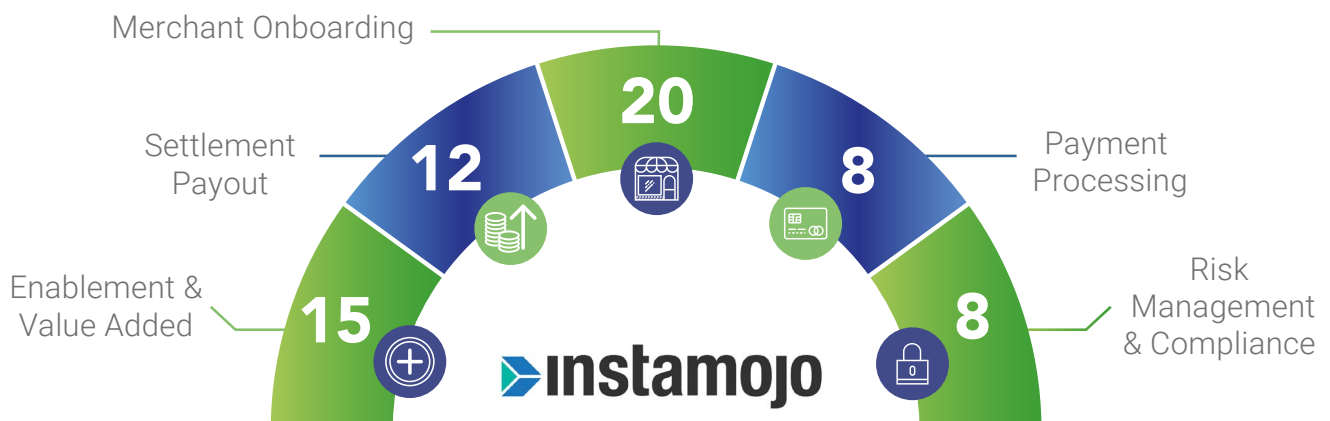 Merchant Onboarding
20
Settlement
Payout
12
8
Payment
Processing
Enablement &
Value Added
15
8
Risk
Management
& Compliance
instamojo